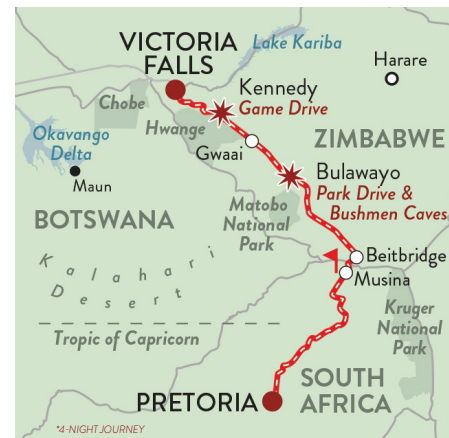 VICTORIA
FALLS
Lake Kariba
Harare
Kennedy
Game Drive
Chobe
Hwange
Okavango
Delta
Gwaai
ZIMBABWE
Maun
Bulawayo
Park Drive &
Bushmen Caves
Matobo
National
Park
BOTSWANA
Kalahari
Desert
Beitbridge
Musina
Kruger
National
Park
Tropic of Capricorn
SOUTH
AFRICA
PRETORIA
*4-NIGHT JOURNEY